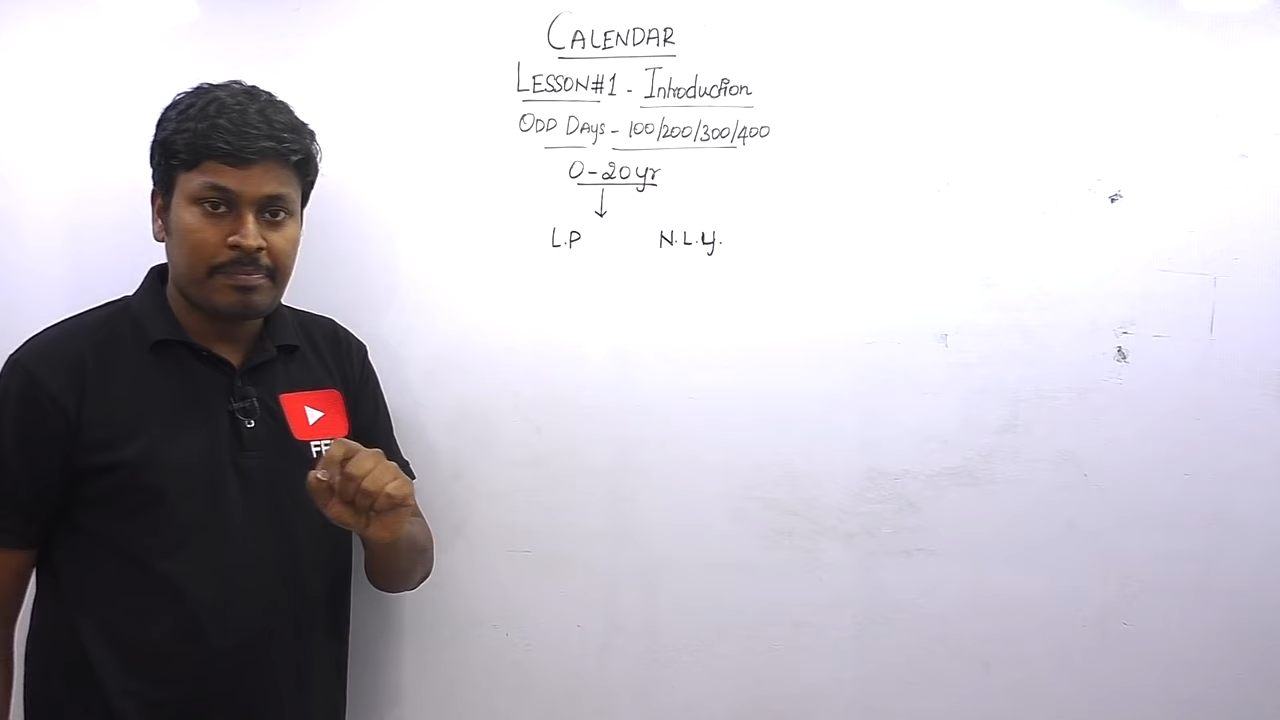 CALENDAR
LESSON#1 - Introduction
ODD DAYS - 100/200/300/400
0-20yr
L.P N.L.Y.